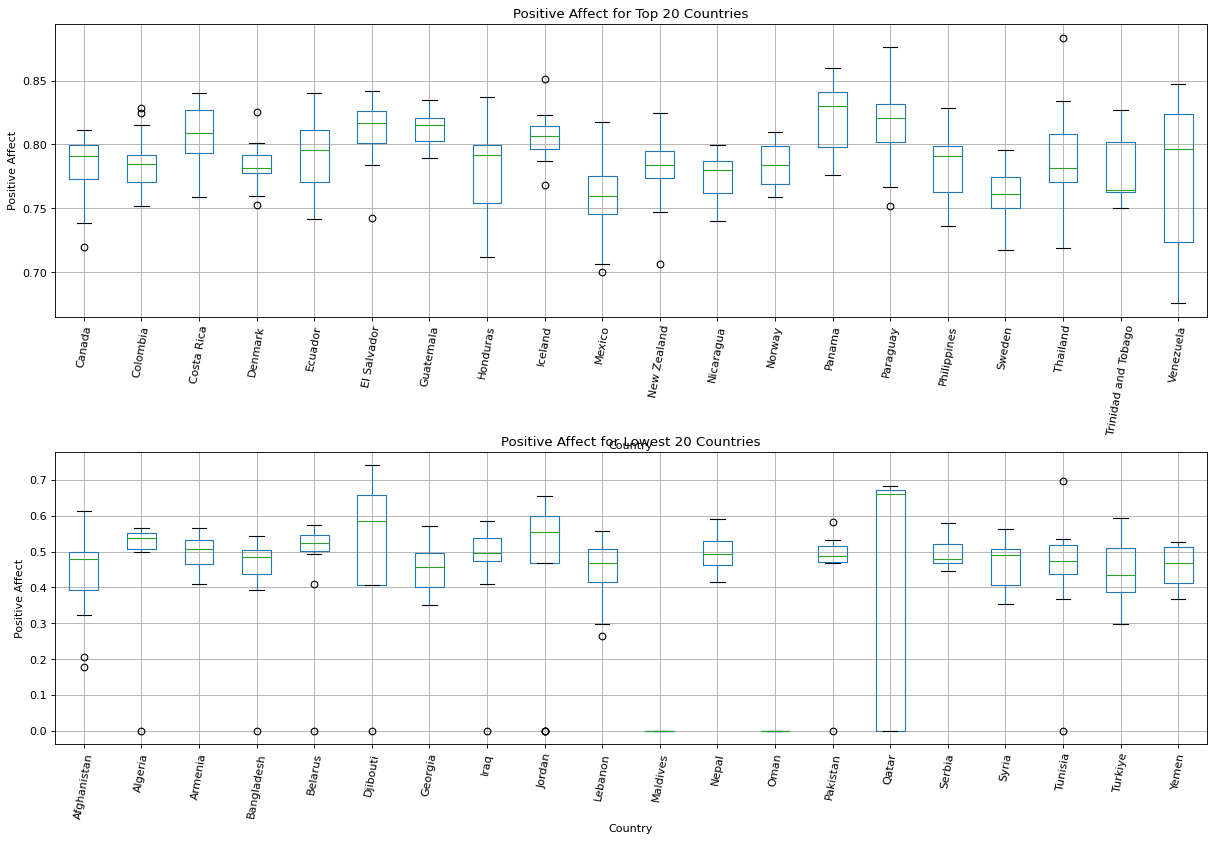 Positive Affect for Top 20 Countries
Positive Affect
0.85
0.80
0.75
0.70
Canada
Colombia
Costa Rica
Denmark
Ecuador
El Salvador
Guatemala
Honduras
Iceland
Mexico
New Zealand
Nicaragua
Norway
Panama
Paraguay
Philippines
Sweden
Thailand
Trinidad and Tobago
Venezuela
Country
Positive Affect for Lowest 20 Countries
Positive Affect
0.7
0.6
0.5
0.4
0.3
0.2
0.1
0.0
Afghanistan
Algeria
Armenia
Bangladesh
Belarus
Djibouti
Georgia
Iraq
Jordan
Lebanon
Maldives
Nepal
Oman
Pakistan
Qatar
Serbia
Syria
Tunisia
Turkiye
Yemen
Country